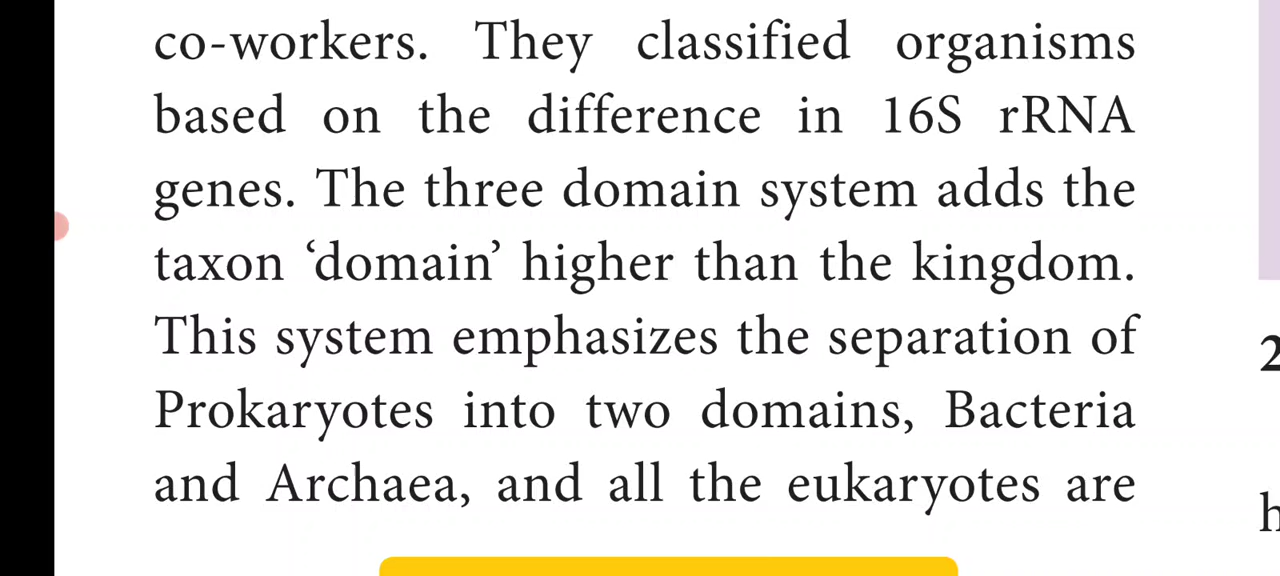 co-workers. They classified organisms
based on the difference in 16S rRNA
genes. The three domain system adds the
taxon ‘domain’ higher than the kingdom.
This system emphasizes the separation of
2
Prokaryotes into two domains, Bacteria
and Archaea, and all the eukaryotes are